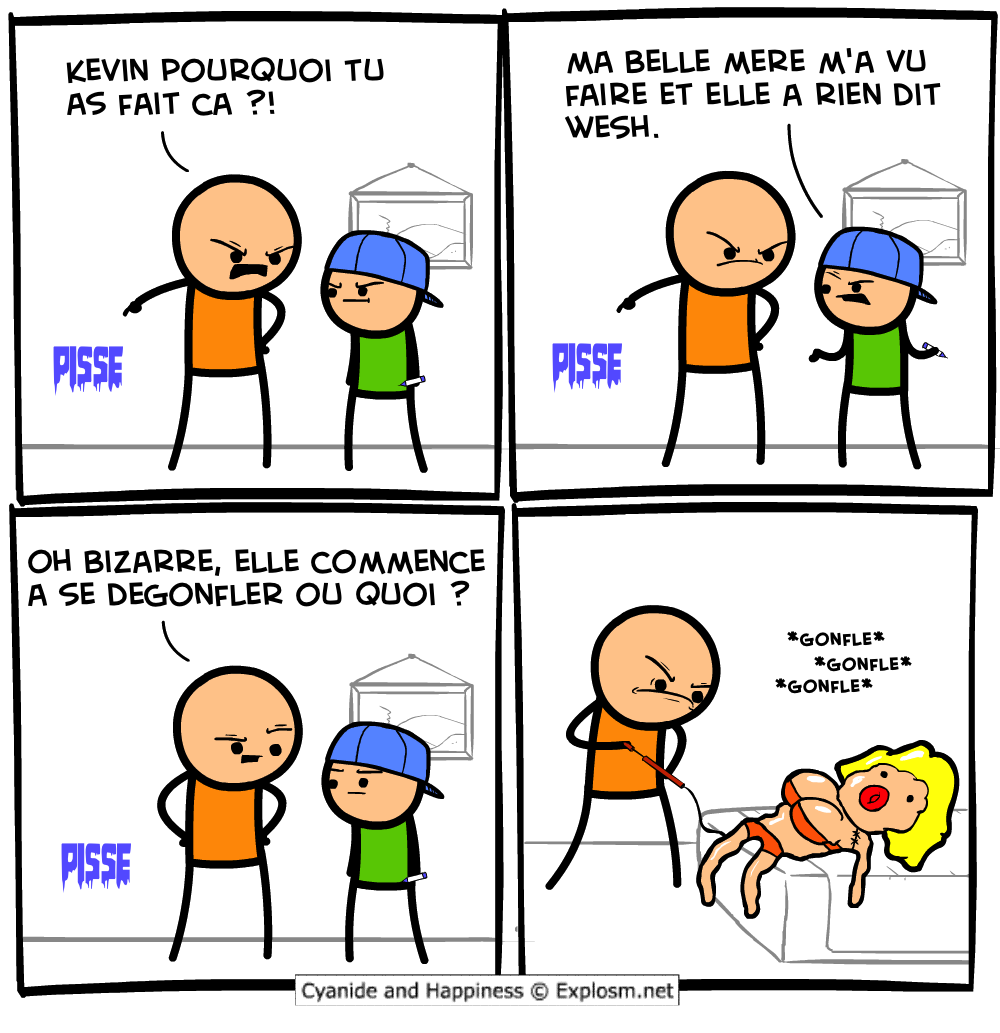 KEVIN POURQUOI TU
AS FAIT CA ?!
PISSE
MA BELLE MERE M'A VU
FAIRE ET ELLE A RIEN DIT
WESH.
PISSE
OH BIZARRE, ELLE COMMENCE
A SE DEGONFLER OU QUOI ?
PISSE
*GONFLE*
*GONFLE*
*GONFLE*
Cyanide and Happiness © Explosm.net